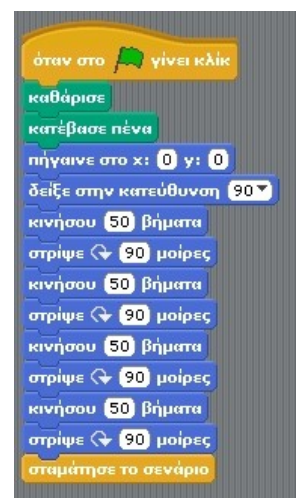 όταν στο γίνει κλίκ
καθάρισε
κατέβασε πένα
πήγαινε στο x: 0 y: 0
δείξε στην κατεύθυνση 90
κινήσου 50 βήματα
στρίψε 90 μοίρες
κινήσου 50 βήματα
στρίψε 90 μοίρες
κινήσου 50 βήματα
στρίψε 90 μοίρες
κινήσου 50 βήματα
στρίψε 90 μοίρες
σταμάτησε το σενάριο